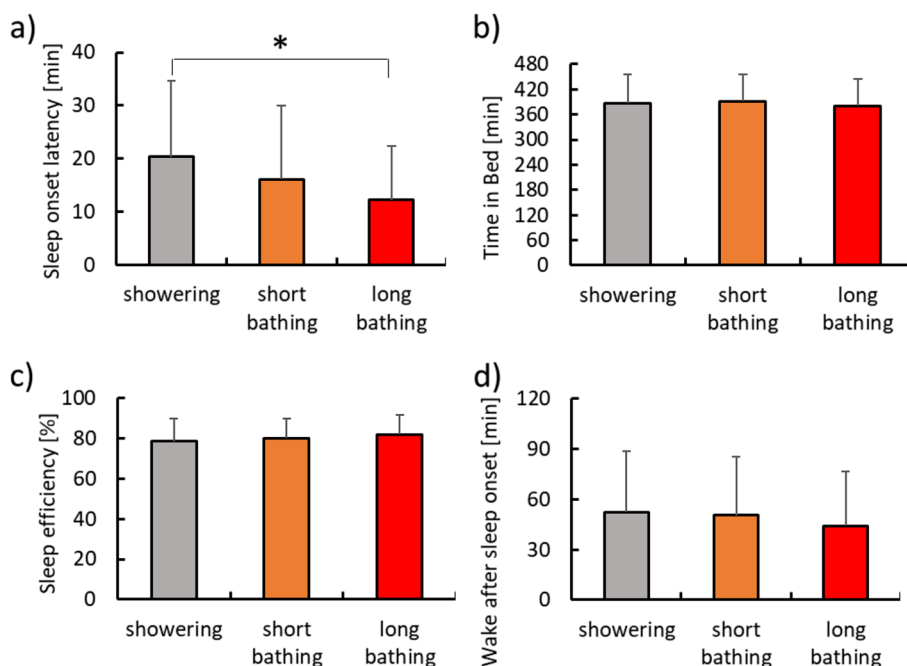 a)
Sleep onset latency [min]
40
30
20
10
0
*
showering
short
bathing
long
bathing
b)
Time in Bed [min]
480
420
360
300
240
180
120
60
0
showering
short
bathing
long
bathing
c)
Sleep efficiency [%]
100
80
60
40
20
0
showering
short
bathing
long
bathing
d)
Wake after sleep onset [min]
120
90
60
30
0
showering
short
bathing
long
bathing